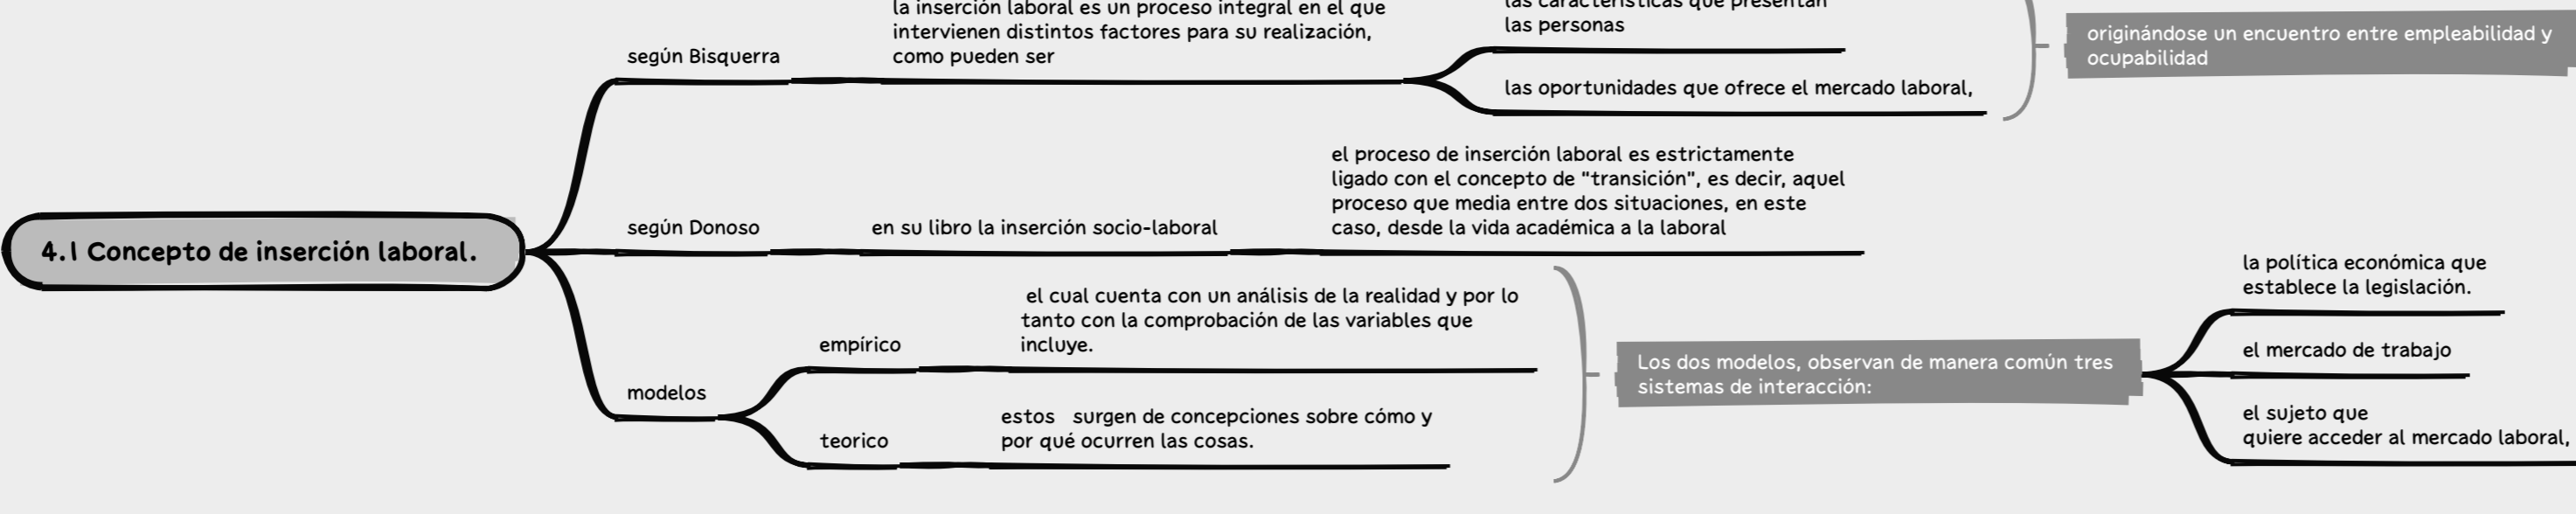 4.1 Concepto de inserción laboral.
según Bisquerra
la inserción laboral es un proceso integral en el que
intervienen distintos factores para su realización,
como pueden ser
las características que presentan
las personas
las oportunidades que ofrece el mercado laboral,
originándose un encuentro entre empleabilidad y
ocupabilidad
según Donoso
en su libro la inserción socio-laboral
el proceso de inserción laboral es estrictamente
ligado con el concepto de "transición", es decir, aquel
proceso que media entre dos situaciones, en este
caso, desde la vida académica a la laboral
modelos
empírico
el cual cuenta con un análisis de la realidad y por lo
tanto con la comprobación de las variables que
incluye.
teorico
estos   surgen de concepciones sobre cómo y
por qué ocurren las cosas.
Los dos modelos, observan de manera común tres
sistemas de interacción:
la política económica que
establece la legislación.
el mercado de trabajo
el sujeto que
quiere acceder al mercado laboral,